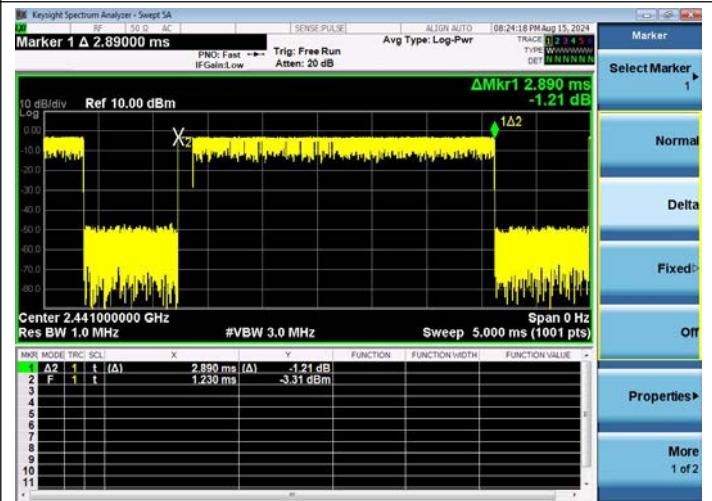 Keysight Spectrum Analyzer - Swept SA
RF 50 Ω AC SENSE:PULSE ALIGN AUTO 08:24:18 PM Aug 15, 2024
Marker 1 Δ 2.89000 ms
PNO: Fast
IFGain:Low
Trig: Free Run
Atten: 20 dB
Avg Type: Log-Pwr
TRACE 1 2 3 4 5 6
TYPE W
DET N N N N N N
ΔMkr1 2.890 ms
-1.21 dB
10 dB/div Ref 10.00 dBm
Log
0.00
-10.0
-20.0
-30.0
-40.0
-50.0
-60.0
-70.0
-80.0
X2
1Δ2
Center 2.441000000 GHz
Span 0 Hz
Res BW 1.0 MHz #VBW 3.0 MHz Sweep 5.000 ms (1001 pts)
MKR MODE TRC SCL X Y FUNCTION FUNCTION WIDTH FUNCTION VALUE
1 Δ2 1 t (Δ) 2.890 ms (Δ) -1.21 dB
2 F 1 t 1.230 ms -3.31 dBm
3
4
5
6
7
8
9
10
11
Marker
Select Marker
1
Normal
Delta
Fixed
Off
Properties
More
1 of 2